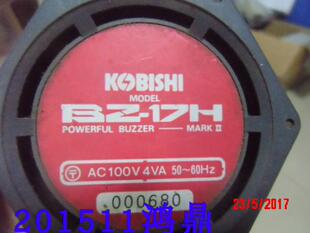 KOBISHI
MODEL
BZ-17H
POWERFUL BUZZER — MARK II
AC100V 4VA 50~60Hz
000680
23/5/2017
201511鸿鼎